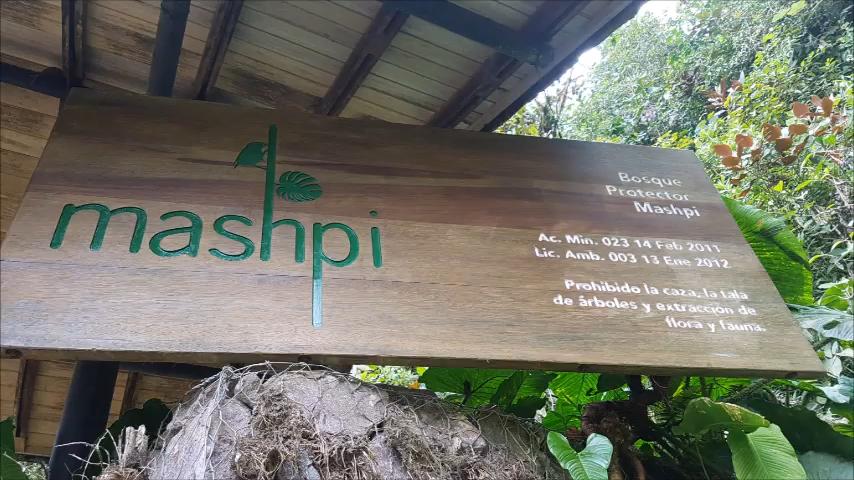 mashpi
Bosque
Protector
Mashpi
Ac. Min. 023 14 Feb 2011
Lic. Amb. 003 13 Ene 2012
Prohibido la caza, la tala
de árboles y extracción de
flora y fauna.